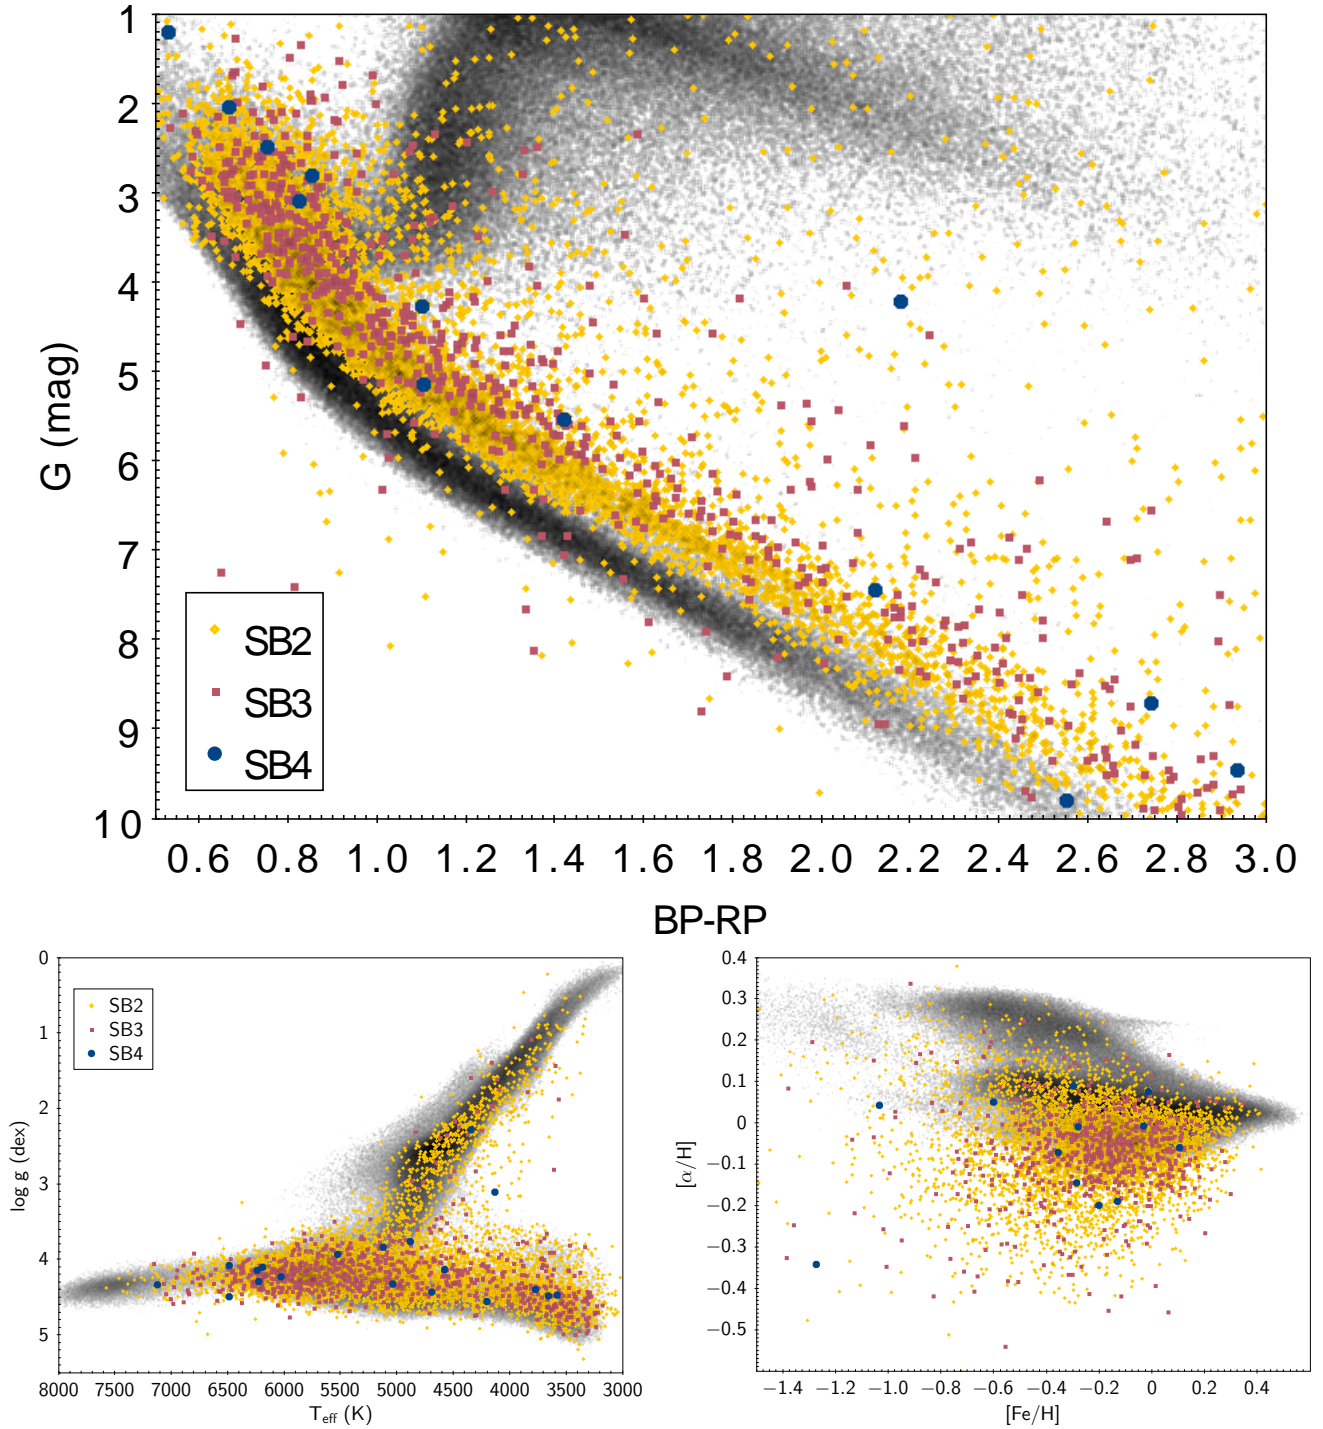 1
2
3
4
5
6
7
8
9
10
G (mag)
SB2
SB3
SB4
0.6 0.8 1.0 1.2 1.4 1.6 1.8 2.0 2.2 2.4 2.6 2.8 3.0
BP-RP
0
1
2
3
4
5
log g (dex)
SB2
SB3
SB4
8000 7500 7000 6500 6000 5500 5000 4500 4000 3500 3000
Teff (K)
0.4
0.3
0.2
0.1
0
−0.1
−0.2
−0.3
−0.4
−0.5
[α/H]
−1.4 −1.2 −1.0 −0.8 −0.6 −0.4 −0.2 0 0.2 0.4
[Fe/H]